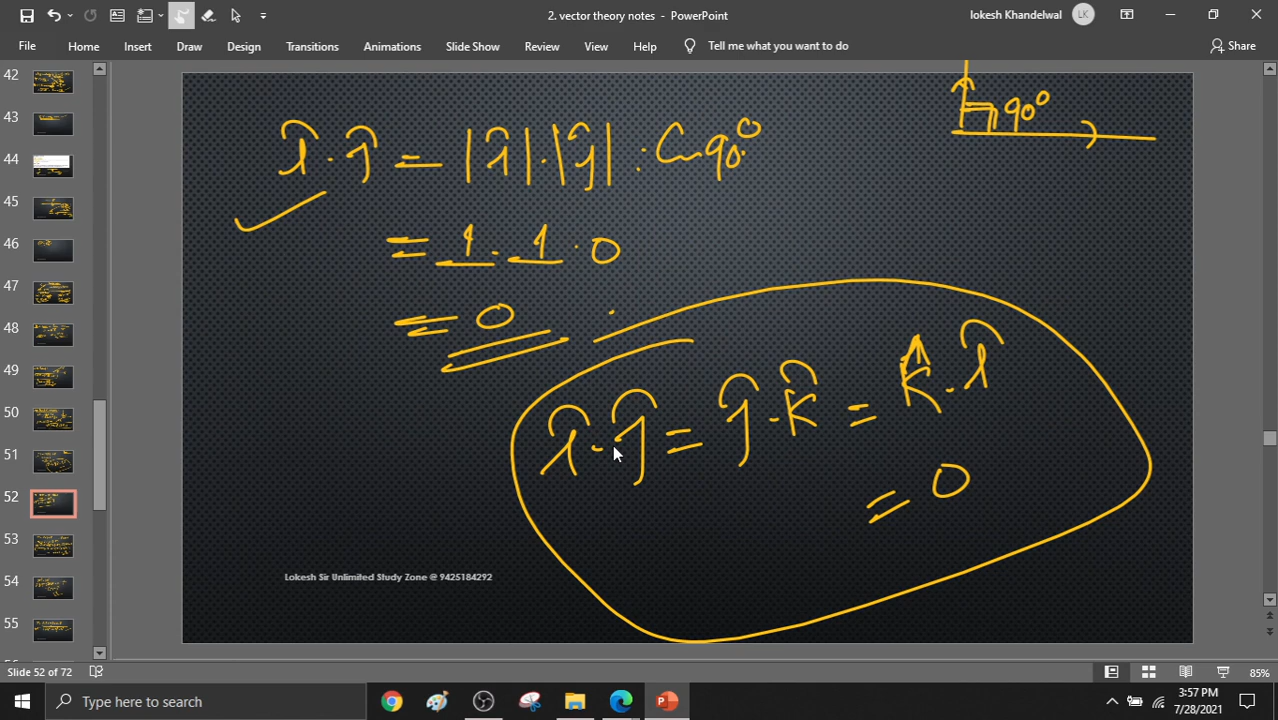 2. vector theory notes - PowerPoint
lokesh Khandelwal LK
File Home Insert Draw Design Transitions Animations Slide Show Review View Help Tell me what you want to do Share
42
43
44
45
46
47
48
49
50
51
52
53
54
55
90°
î · ĵ = |î| · |ĵ| · Cos 90°
= 1 · 1 · 0
= 0
î · ĵ = ĵ · k̂ = k̂ · î
= 0
Lokesh Sir Unlimited Study Zone @ 9425184292
Slide 52 of 72
85%
Type here to search
3:57 PM
7/28/2021